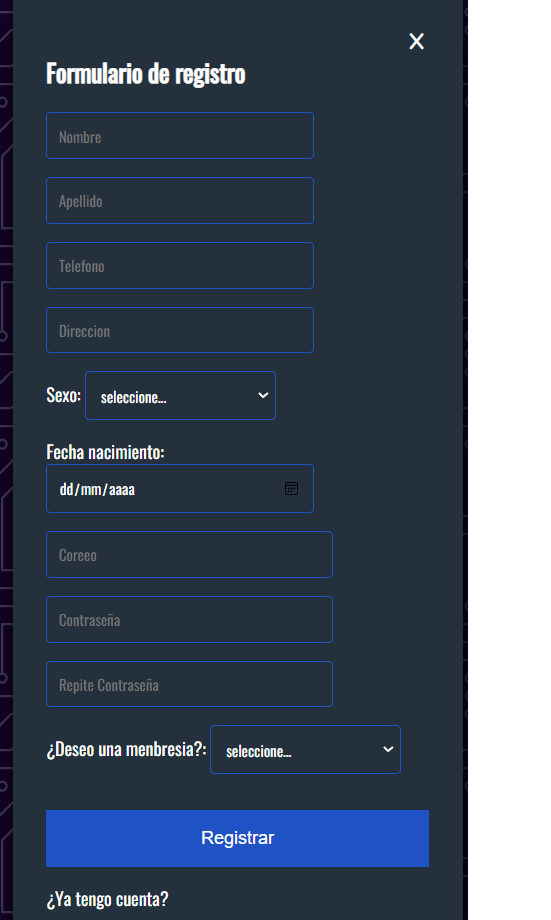 X
Formulario de registro
Nombre
Apellido
Telefono
Direccion
Sexo: seleccione...
Fecha nacimiento:
dd/mm/aaaa
Coreeo
Contraseña
Repite Contraseña
¿Deseo una menbresia?: seleccione...
Registrar
¿Ya tengo cuenta?